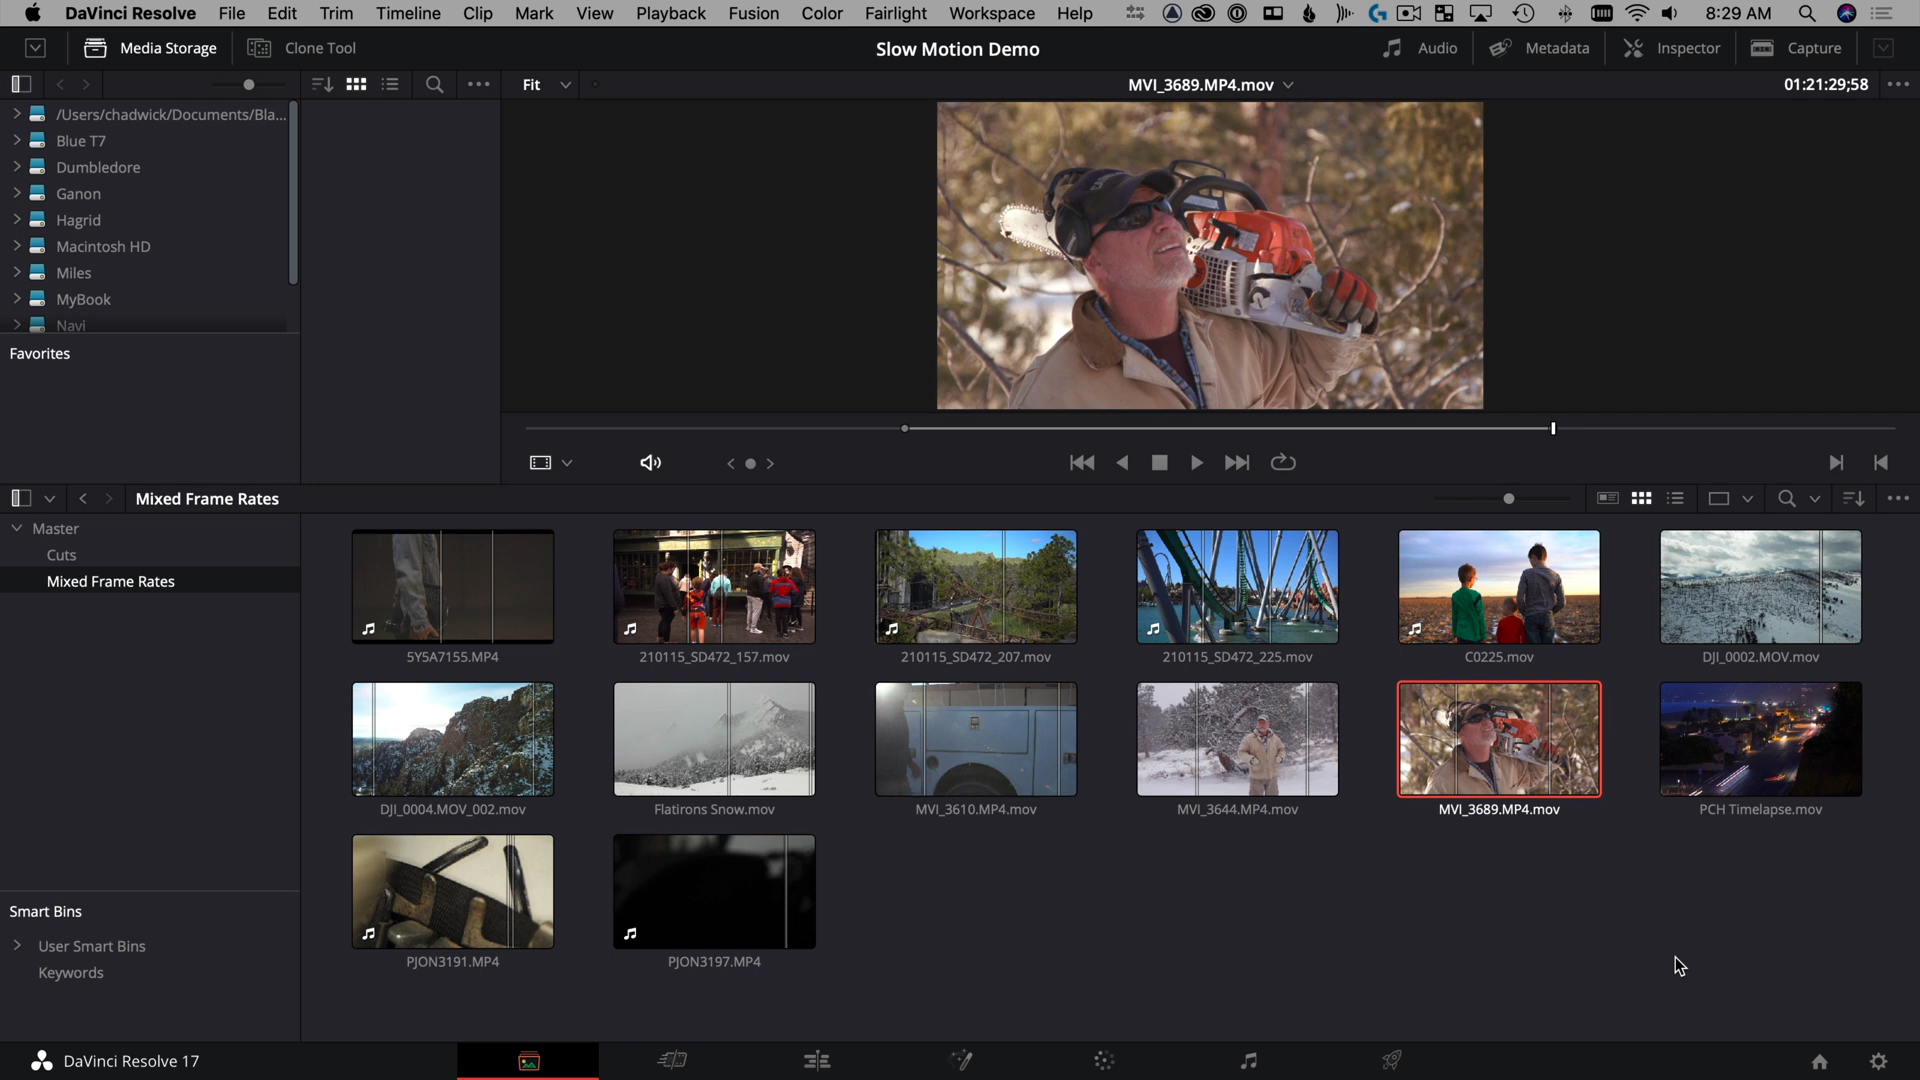 DaVinci Resolve File Edit Trim Timeline Clip Mark View Playback Fusion Color Fairlight Workspace Help 8:29 AM
Media Storage Clone Tool Slow Motion Demo Audio Metadata Inspector Capture
Fit MVI_3689.MP4.mov 01:21:29;58
/Users/chadwick/Documents/Bla...
Blue T7
Dumbledore
Ganon
Hagrid
Macintosh HD
Miles
MyBook
Navi
Favorites
Mixed Frame Rates
Master
Cuts
Mixed Frame Rates
5Y5A7155.MP4 210115_SD472_157.mov 210115_SD472_207.mov 210115_SD472_225.mov C0225.mov DJI_0002.MOV.mov
DJI_0004.MOV_002.mov Flatirons Snow.mov MVI_3610.MP4.mov MVI_3644.MP4.mov MVI_3689.MP4.mov PCH Timelapse.mov
PJON3191.MP4 PJON3197.MP4
Smart Bins
User Smart Bins
Keywords
DaVinci Resolve 17